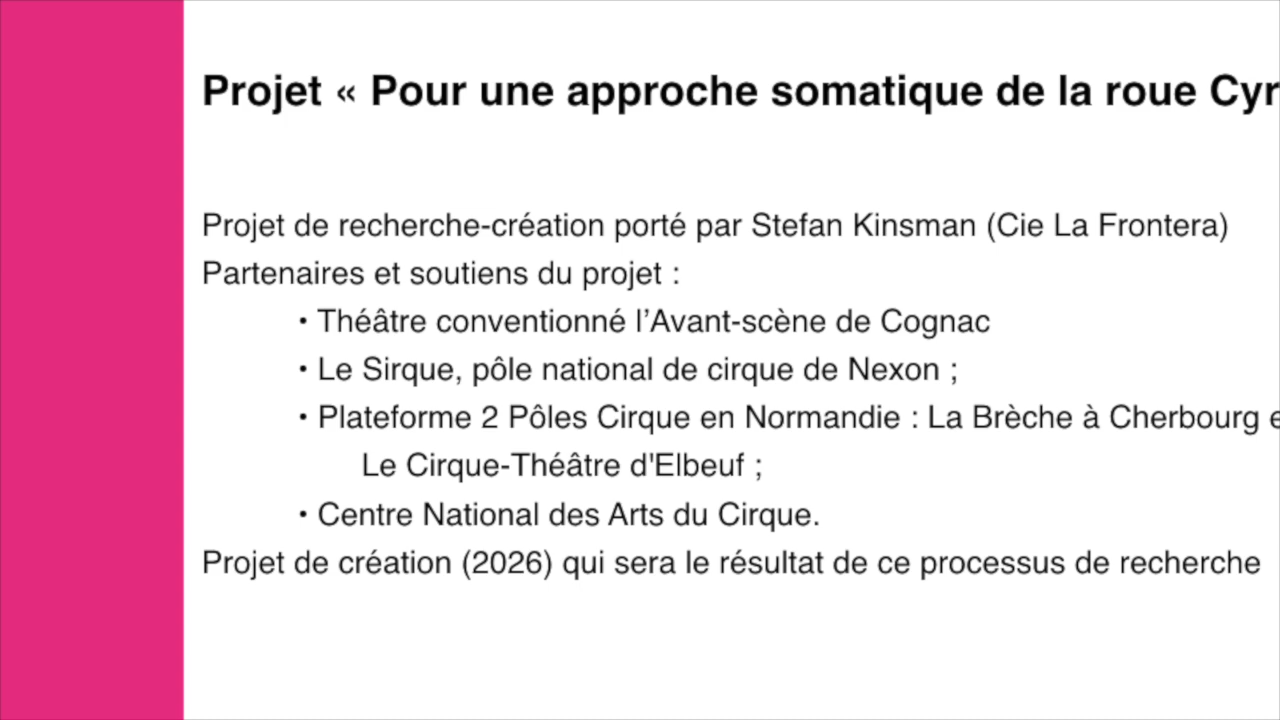 Projet « Pour une approche somatique de la roue Cyr
Projet de recherche-création porté par Stefan Kinsman (Cie La Frontera)
Partenaires et soutiens du projet :
• Théâtre conventionné l’Avant-scène de Cognac
• Le Sirque, pôle national de cirque de Nexon ;
• Plateforme 2 Pôles Cirque en Normandie : La Brèche à Cherbourg
Le Cirque-Théâtre d'Elbeuf ;
• Centre National des Arts du Cirque.
Projet de création (2026) qui sera le résultat de ce processus de recherche